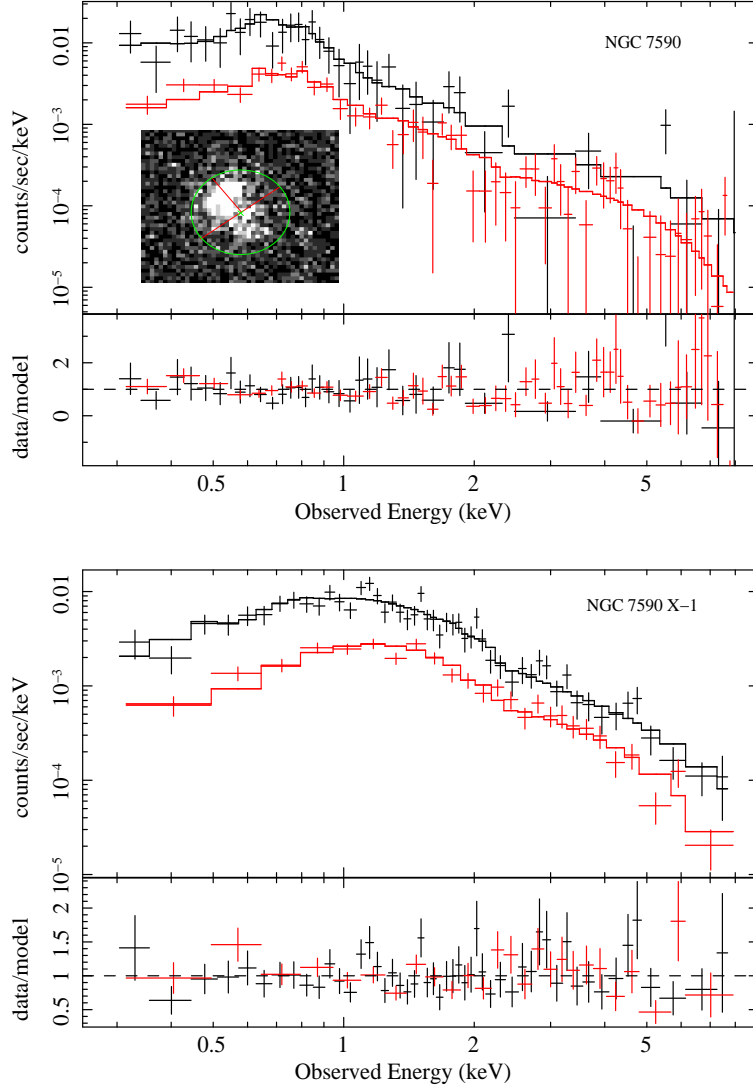 NGC 7590
0.01
10⁻³
10⁻⁴
10⁻⁵
counts/sec/keV
2
0
data/model
0.5 1 2 5
Observed Energy (keV)
NGC 7590 X−1
0.01
10⁻³
10⁻⁴
10⁻⁵
counts/sec/keV
2
1.5
1
0.5
data/model
0.5 1 2 5
Observed Energy (keV)